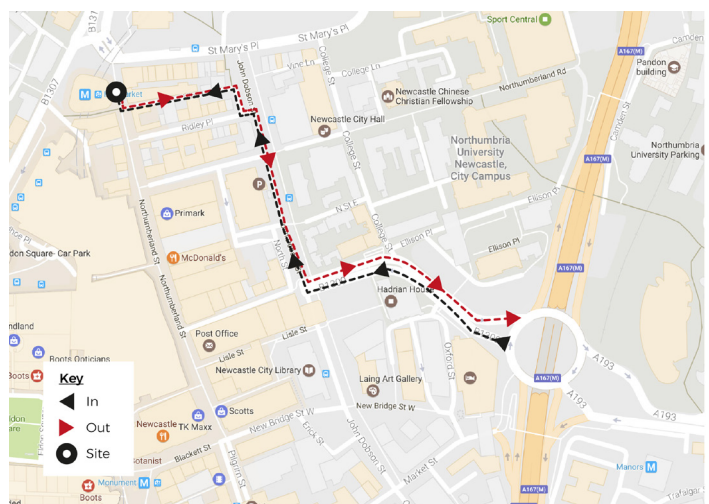 Sport Central
A167(M)
Camden
St Mary's Pl
St Mary's Pl
B1307
Pandon
building
Vine Ln
College Ln
College St
Northumberland Rd
Camden St
John Dobson
M
Market
Newcastle Chinese
Christian Fellowship
Ridley Pl
Newcastle City Hall
Northumbria
University
Newcastle,
City Campus
Northumbria
University Parking
A167(M)
College St
Ellison Pl
P
N St E
Primark
Northumberland St
Ellison Pl
Ellison Pl
don Square- Car Park
McDonald's
Northumberland St
Hadrian House
Post Office
Lisle St
ndland
Boots Opticians
Lisle St
Oxford St
A193
A167(M)
Newcastle City Library
Boots
Key
In
Out
Site
Laing Art Gallery
New Bridge St W
A193
Scotts
Newcastle
TK Maxx
New Bridge St W
Erick St
John Dobson St
Blackett St
Botanist
Market St
Manors M
Monument M
Pilgrim St
Boots
A167(M)
Trafalgar